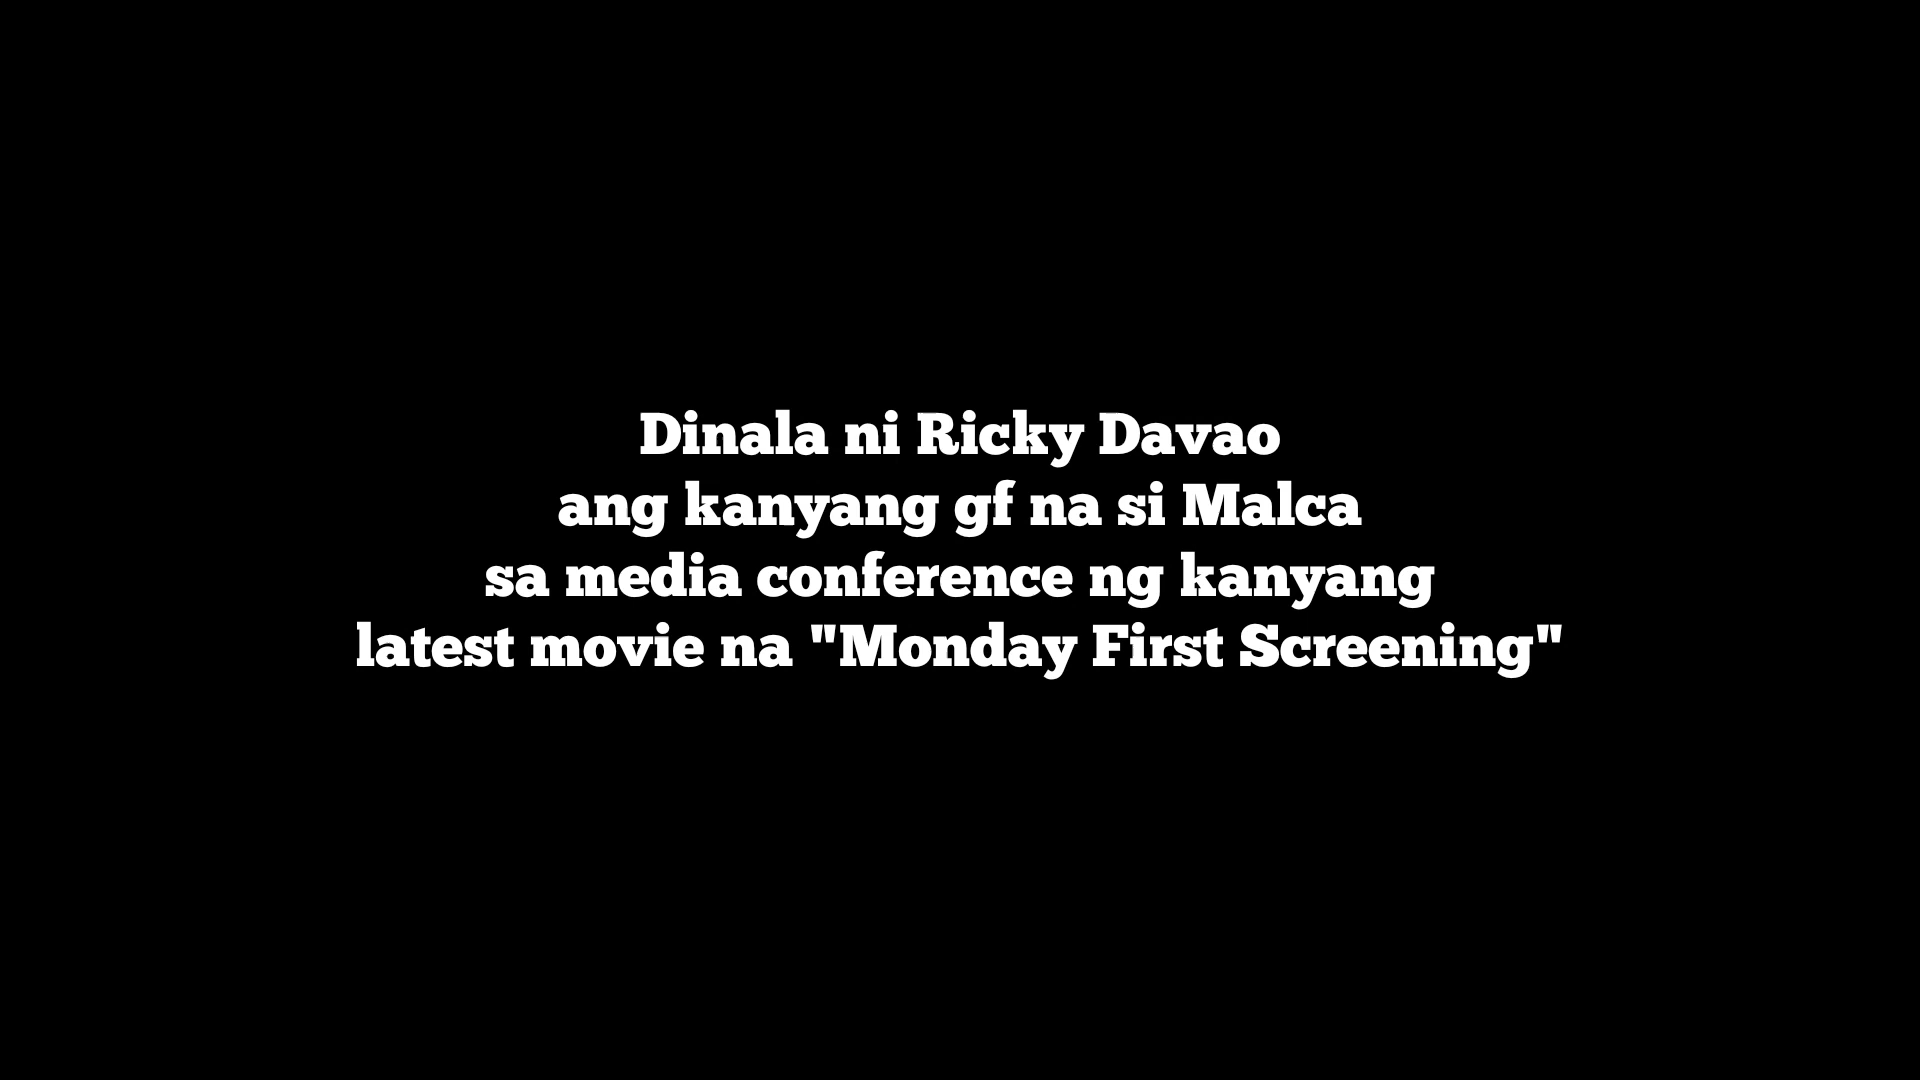 Dinala ni Ricky Davao
ang kanyang gf na si Malca
sa media conference ng kanyang
latest movie na "Monday First Screening"